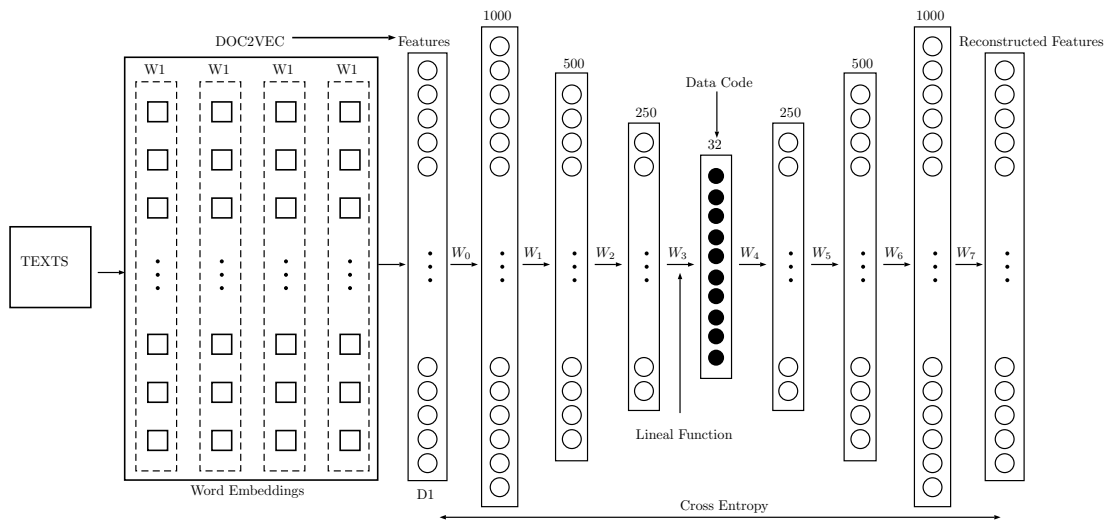 1000
1000
DOC2VEC
Features
Reconstructed Features
W1
W1
W1
W1
500
500
Data Code
250
250
32
TEXTS
W₀
W₁
W₂
W₃
W₄
W₅
W₆
W₇
Lineal Function
Word Embeddings
D1
Cross Entropy